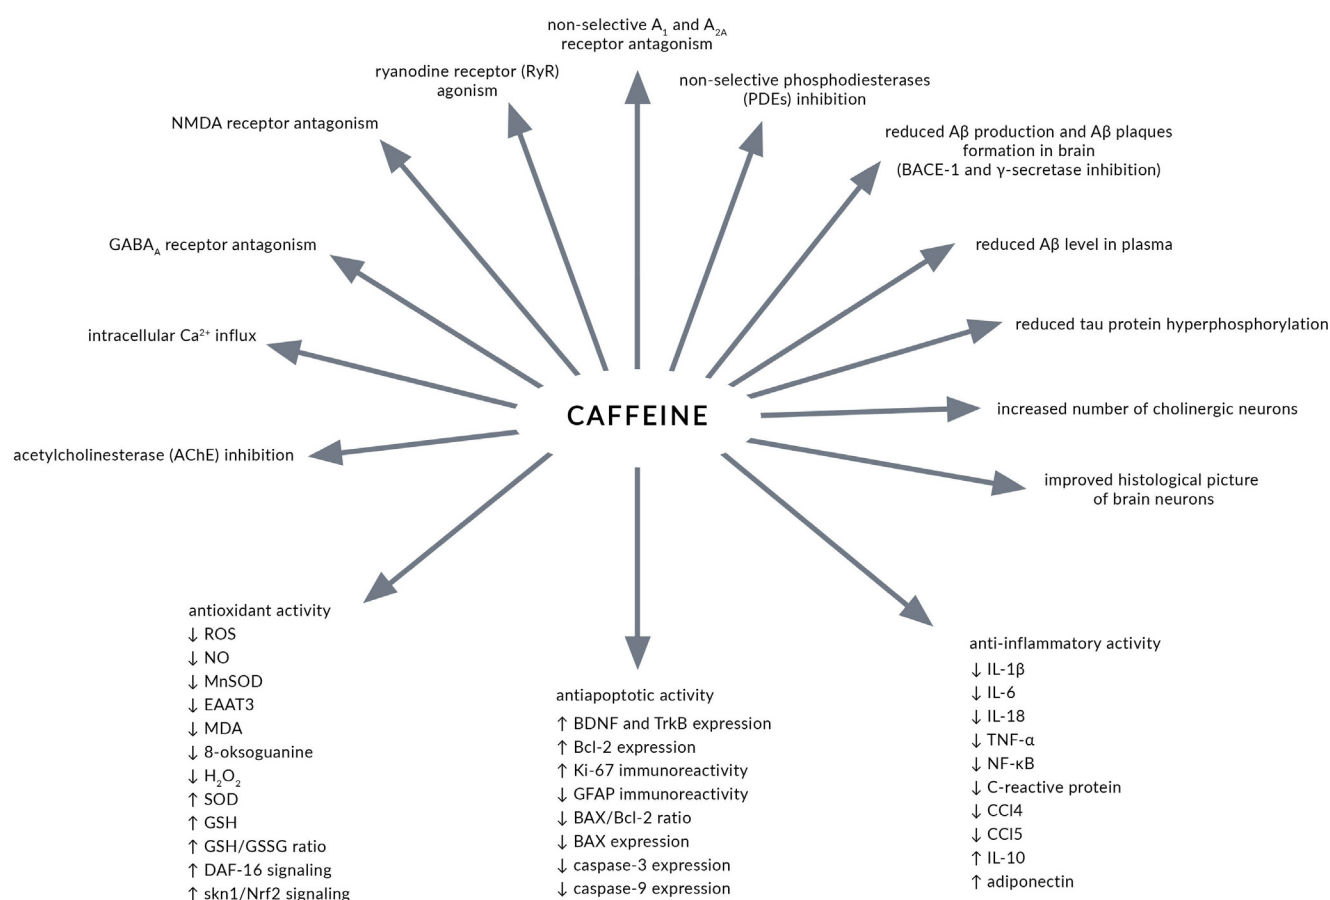 non-selective A₁ and A₂A
receptor antagonism
ryanodine receptor (RyR)
agonism
non-selective phosphodiesterases
(PDEs) inhibition
NMDA receptor antagonism
reduced Aβ production and Aβ plaques
formation in brain
(BACE-1 and γ-secretase inhibition)
GABA_A receptor antagonism
reduced Aβ level in plasma
intracellular Ca²⁺ influx
reduced tau protein hyperphosphorylation
CAFFEINE
increased number of cholinergic neurons
acetylcholinesterase (AChE) inhibition
improved histological picture
of brain neurons
antioxidant activity
↓ ROS
↓ NO
↓ MnSOD
↓ EAAT3
↓ MDA
↓ 8-oksoguanine
↓ H₂O₂
↑ SOD
↑ GSH
↑ GSH/GSSG ratio
↑ DAF-16 signaling
↑ skn1/Nrf2 signaling
antiapoptotic activity
↑ BDNF and TrkB expression
↑ Bcl-2 expression
↑ Ki-67 immunoreactivity
↓ GFAP immunoreactivity
↓ BAX/Bcl-2 ratio
↓ BAX expression
↓ caspase-3 expression
↓ caspase-9 expression
anti-inflammatory activity
↓ IL-1β
↓ IL-6
↓ IL-18
↓ TNF-α
↓ NF-κB
↓ C-reactive protein
↓ CCl4
↓ CCl5
↑ IL-10
↑ adiponectin